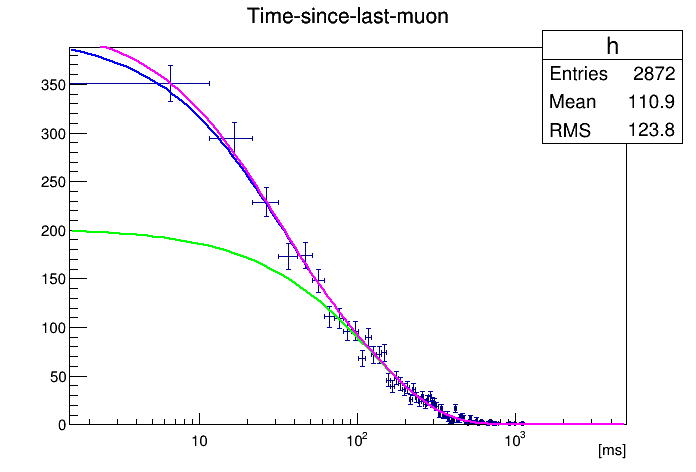 Time-since-last-muon
h
Entries 2872
Mean 110.9
RMS 123.8
350
300
250
200
150
100
50
0
10 10² 10³
[ms]